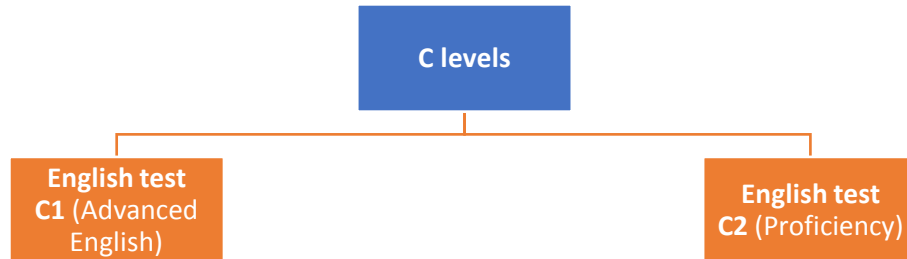 C levels
English test
C1 (Advanced
English)
English test
C2 (Proficiency)